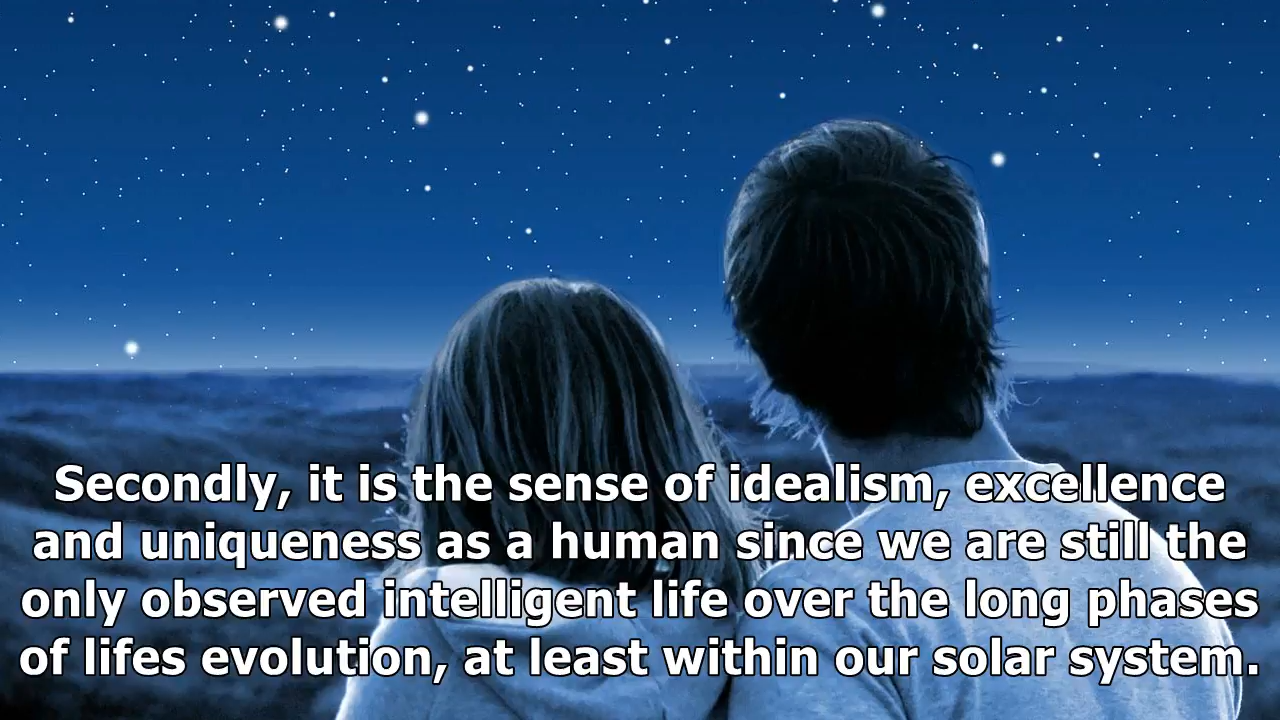 Secondly, it is the sense of idealism, excellence
and uniqueness as a human since we are still the
only observed intelligent life over the long phases
of lifes evolution, at least within our solar system.